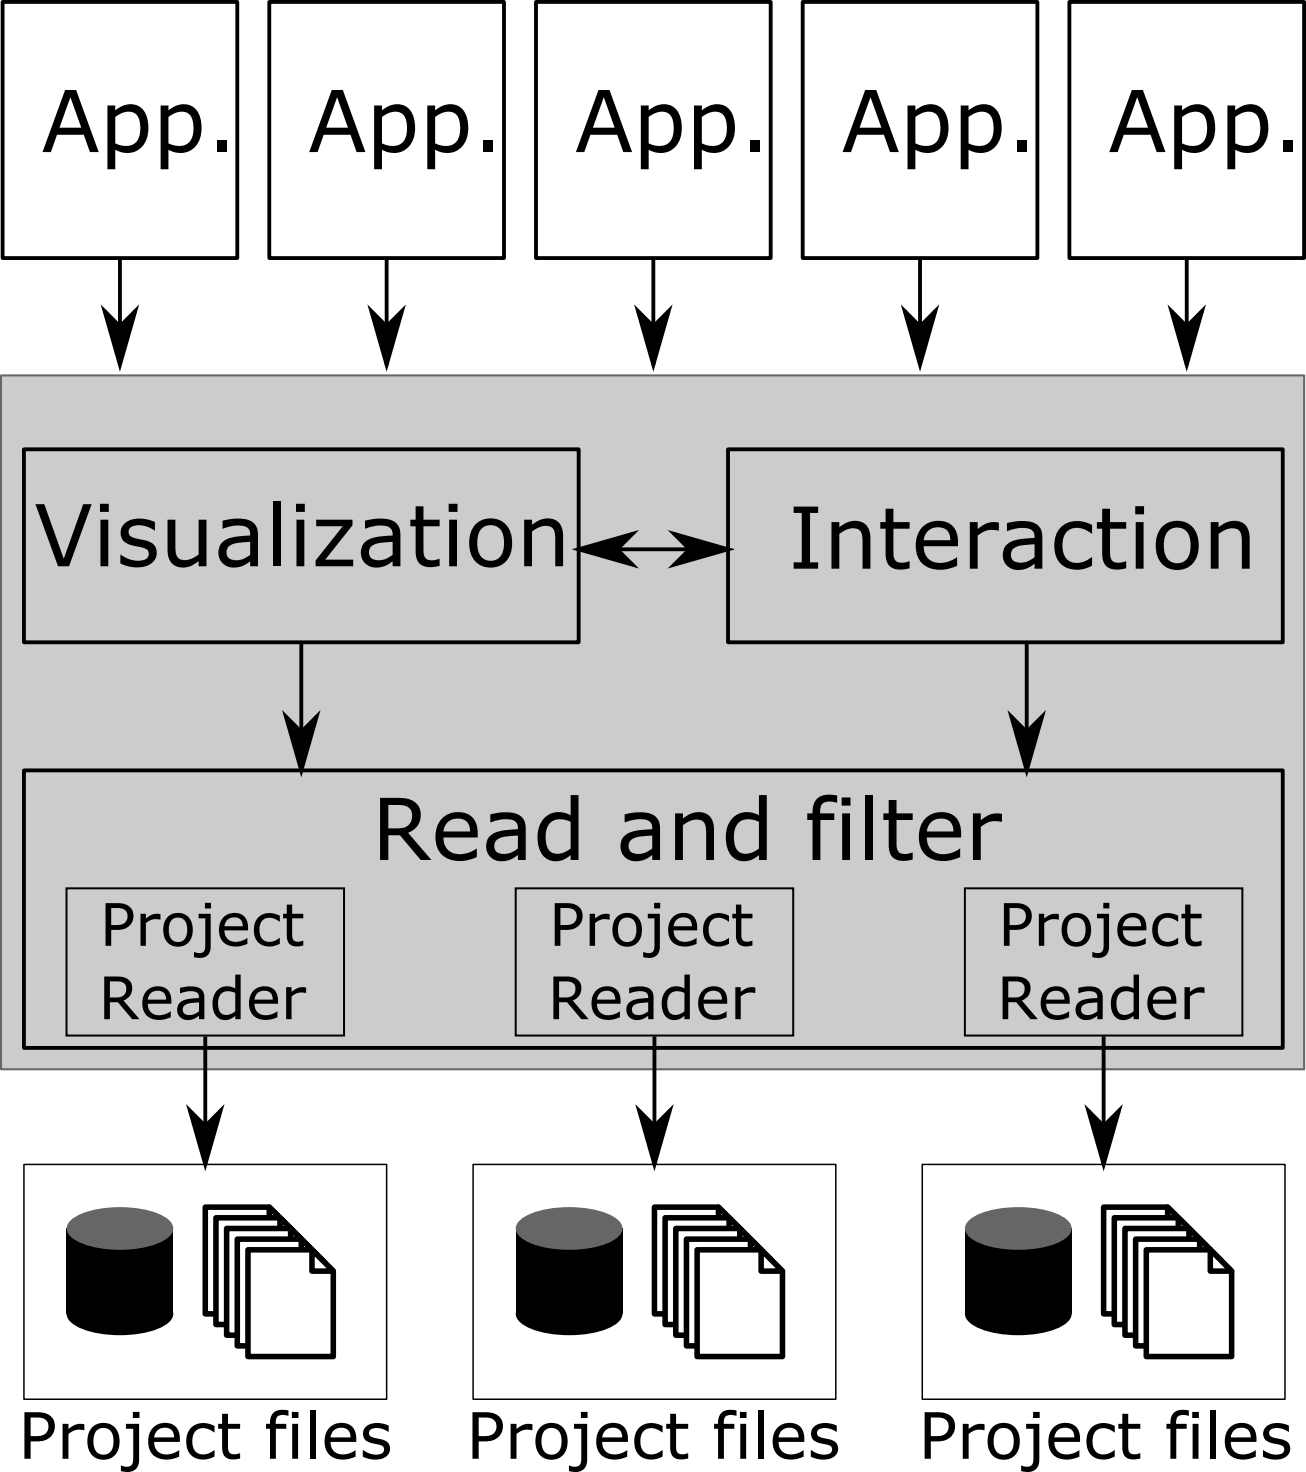 App. App. App. App. App.
Visualization Interaction
Read and filter
Project Project Project
Reader Reader Reader
Project files Project files Project files